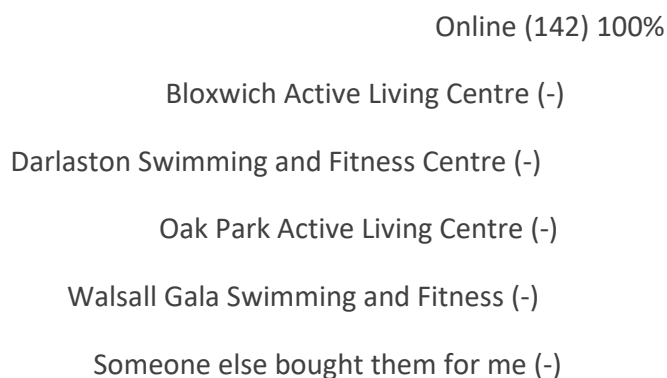 Online (142) 100%
Bloxwich Active Living Centre (-)
Darlaston Swimming and Fitness Centre (-)
Oak Park Active Living Centre (-)
Walsall Gala Swimming and Fitness (-)
Someone else bought them for me (-)